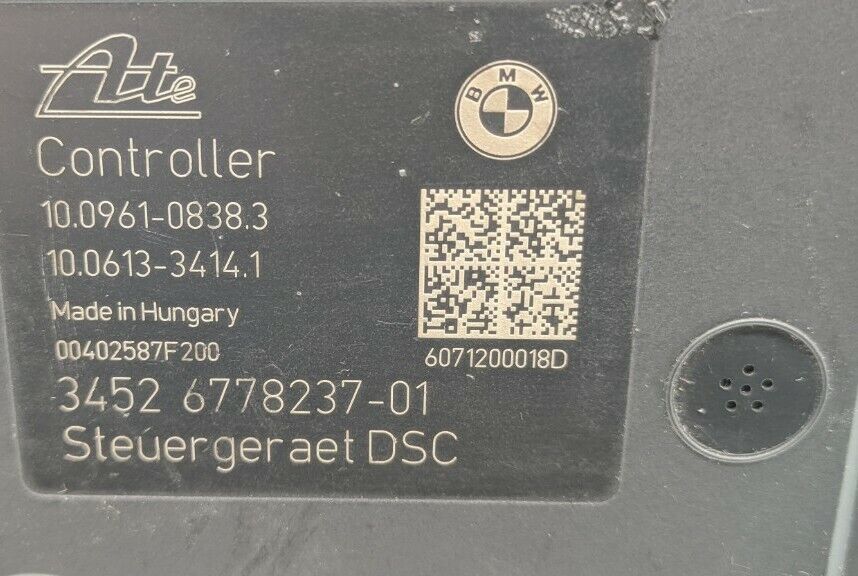 Ate
BMW
Controller
10.0961-0838.3
10.0613-3414.1
Made in Hungary
00402587F200
6071200018D
3452 6778237-01
Steuergeraet DSC